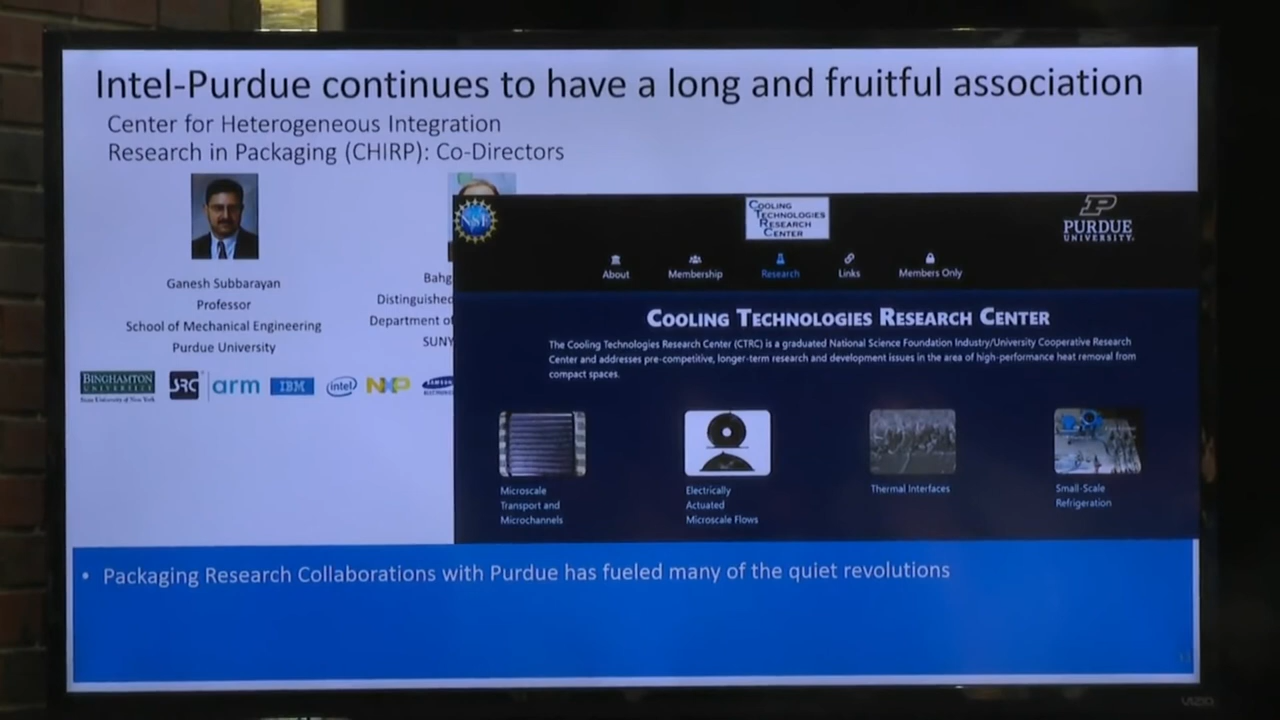 Intel-Purdue continues to have a long and fruitful association
Center for Heterogeneous Integration
Research in Packaging (CHIRP): Co-Directors
Ganesh Subbarayan
Professor
School of Mechanical Engineering
Purdue University
Bahg
Distinguished
Department of
SUNY
BINGHAMTON
UNIVERSITY
State University of New York
SRC
arm
IBM
intel
NXP
SAMSUNG
ELECTRONICS
NSF
COOLING
TECHNOLOGIES
RESEARCH
CENTER
PURDUE
UNIVERSITY.
About
Membership
Research
Links
Members Only
COOLING TECHNOLOGIES RESEARCH CENTER
The Cooling Technologies Research Center (CTRC) is a graduated National Science Foundation Industry/University Cooperative Research
Center and addresses pre-competitive, longer-term research and development issues in the area of high-performance heat removal from
compact spaces.
Microscale
Transport and
Microchannels
Electrically
Actuated
Microscale Flows
Thermal Interfaces
Small-Scale
Refrigeration
• Packaging Research Collaborations with Purdue has fueled many of the quiet revolutions
VIZIO